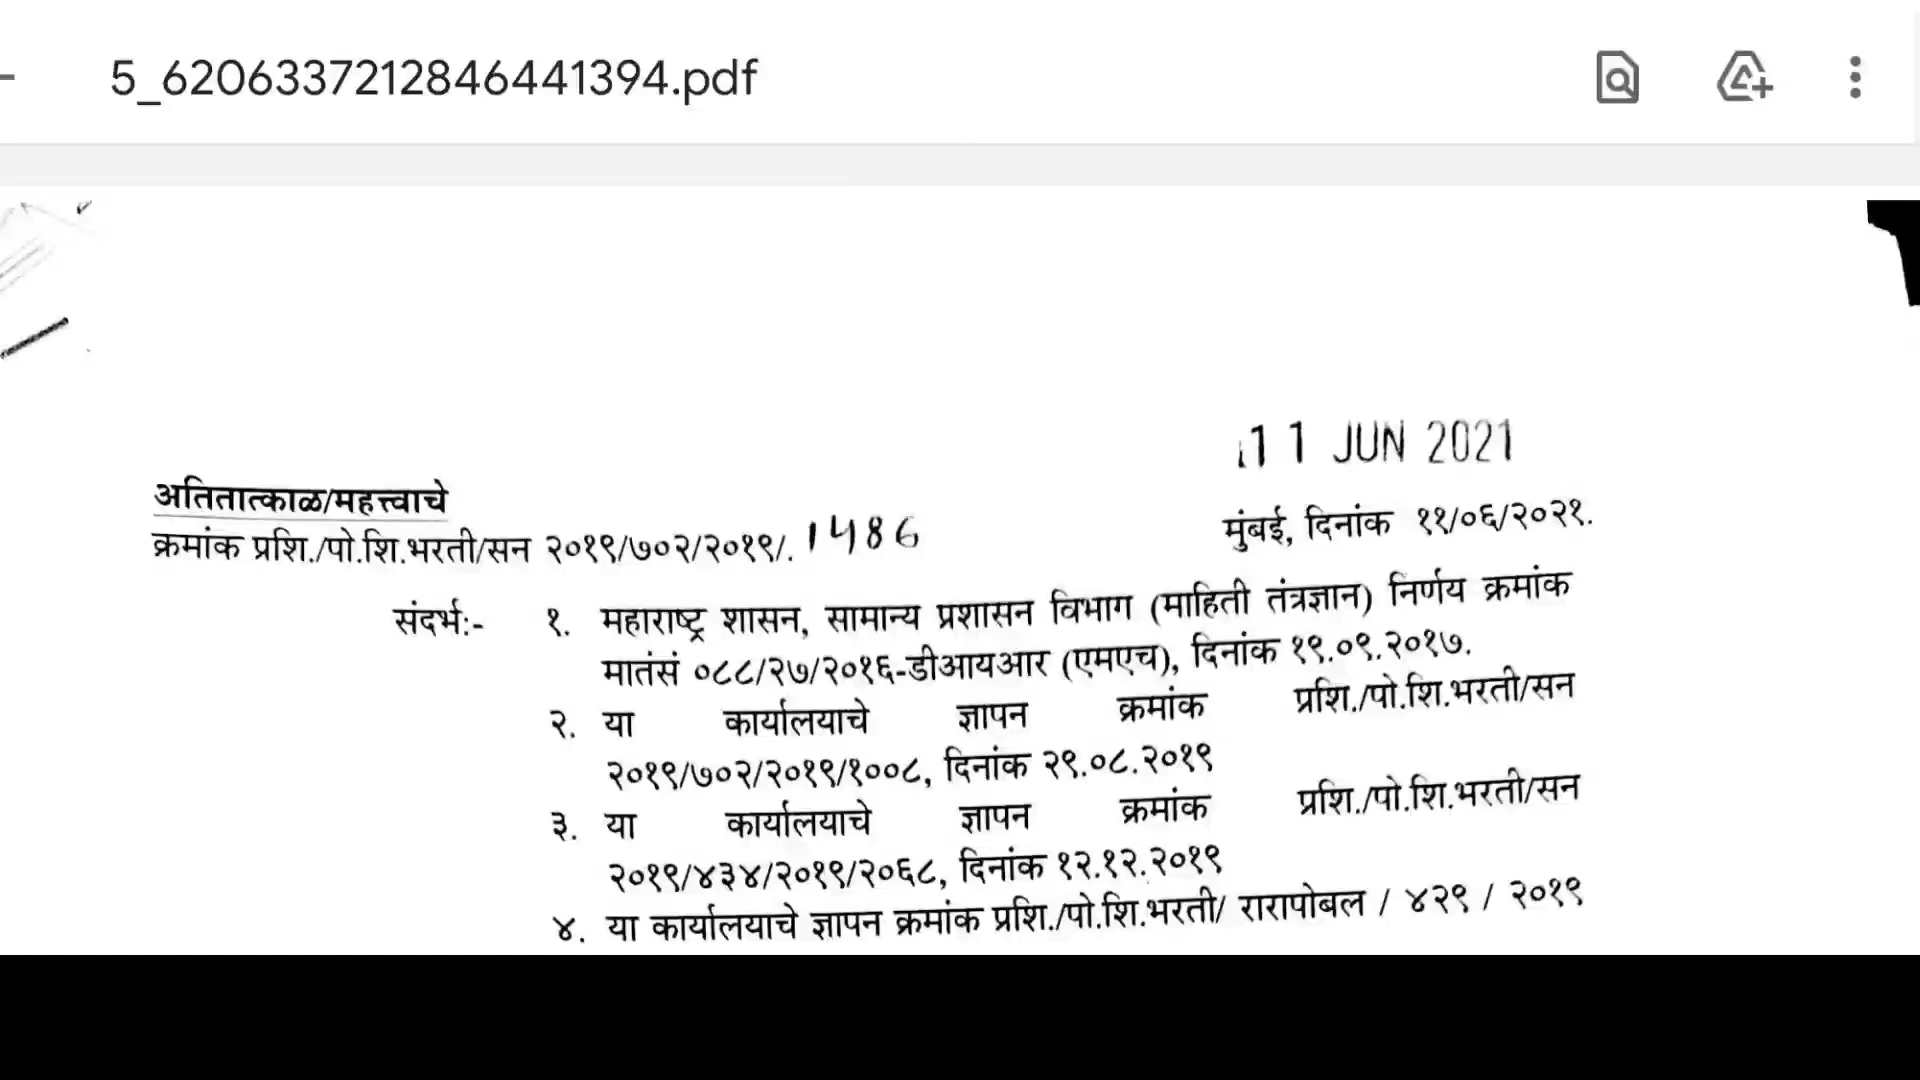 5_6206337212846441394.pdf
11 JUN 2021
अतितात्काळ/महत्त्वाचे
क्रमांक प्रशि./पो.शि.भरती/सन २०१९/७०२/२०१९/. 1486
मुंबई, दिनांक ११/०६/२०२१.
संदर्भ:- १. महाराष्ट्र शासन, सामान्य प्रशासन विभाग (माहिती तंत्रज्ञान) निर्णय क्रमांक
मातंसं ०८८/२७/२०१६-डीआयआर (एमएच), दिनांक १९.०९.२०१७.
२. या कार्यालयाचे ज्ञापन क्रमांक प्रशि./पो.शि.भरती/सन
२०१९/७०२/२०१९/१००८, दिनांक २९.०८.२०१९
३. या कार्यालयाचे ज्ञापन क्रमांक प्रशि./पो.शि.भरती/सन
२०१९/४३४/२०१९/२०६८, दिनांक १२.१२.२०१९
४. या कार्यालयाचे ज्ञापन क्रमांक प्रशि./पो.शि.भरती/ रारापोबल / ४२९ / २०१९